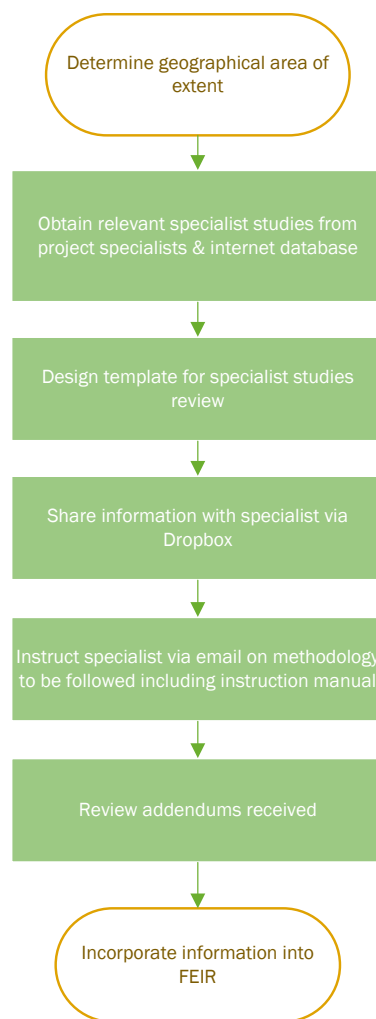 Determine geographical area of
extent
Obtain relevant specialist studies from
project specialists & internet database
Design template for specialist studies
review
Share information with specialist via
Dropbox
Instruct specialist via email on methodology
to be followed including instruction manual
Review addendums received
Incorporate information into
FEIR